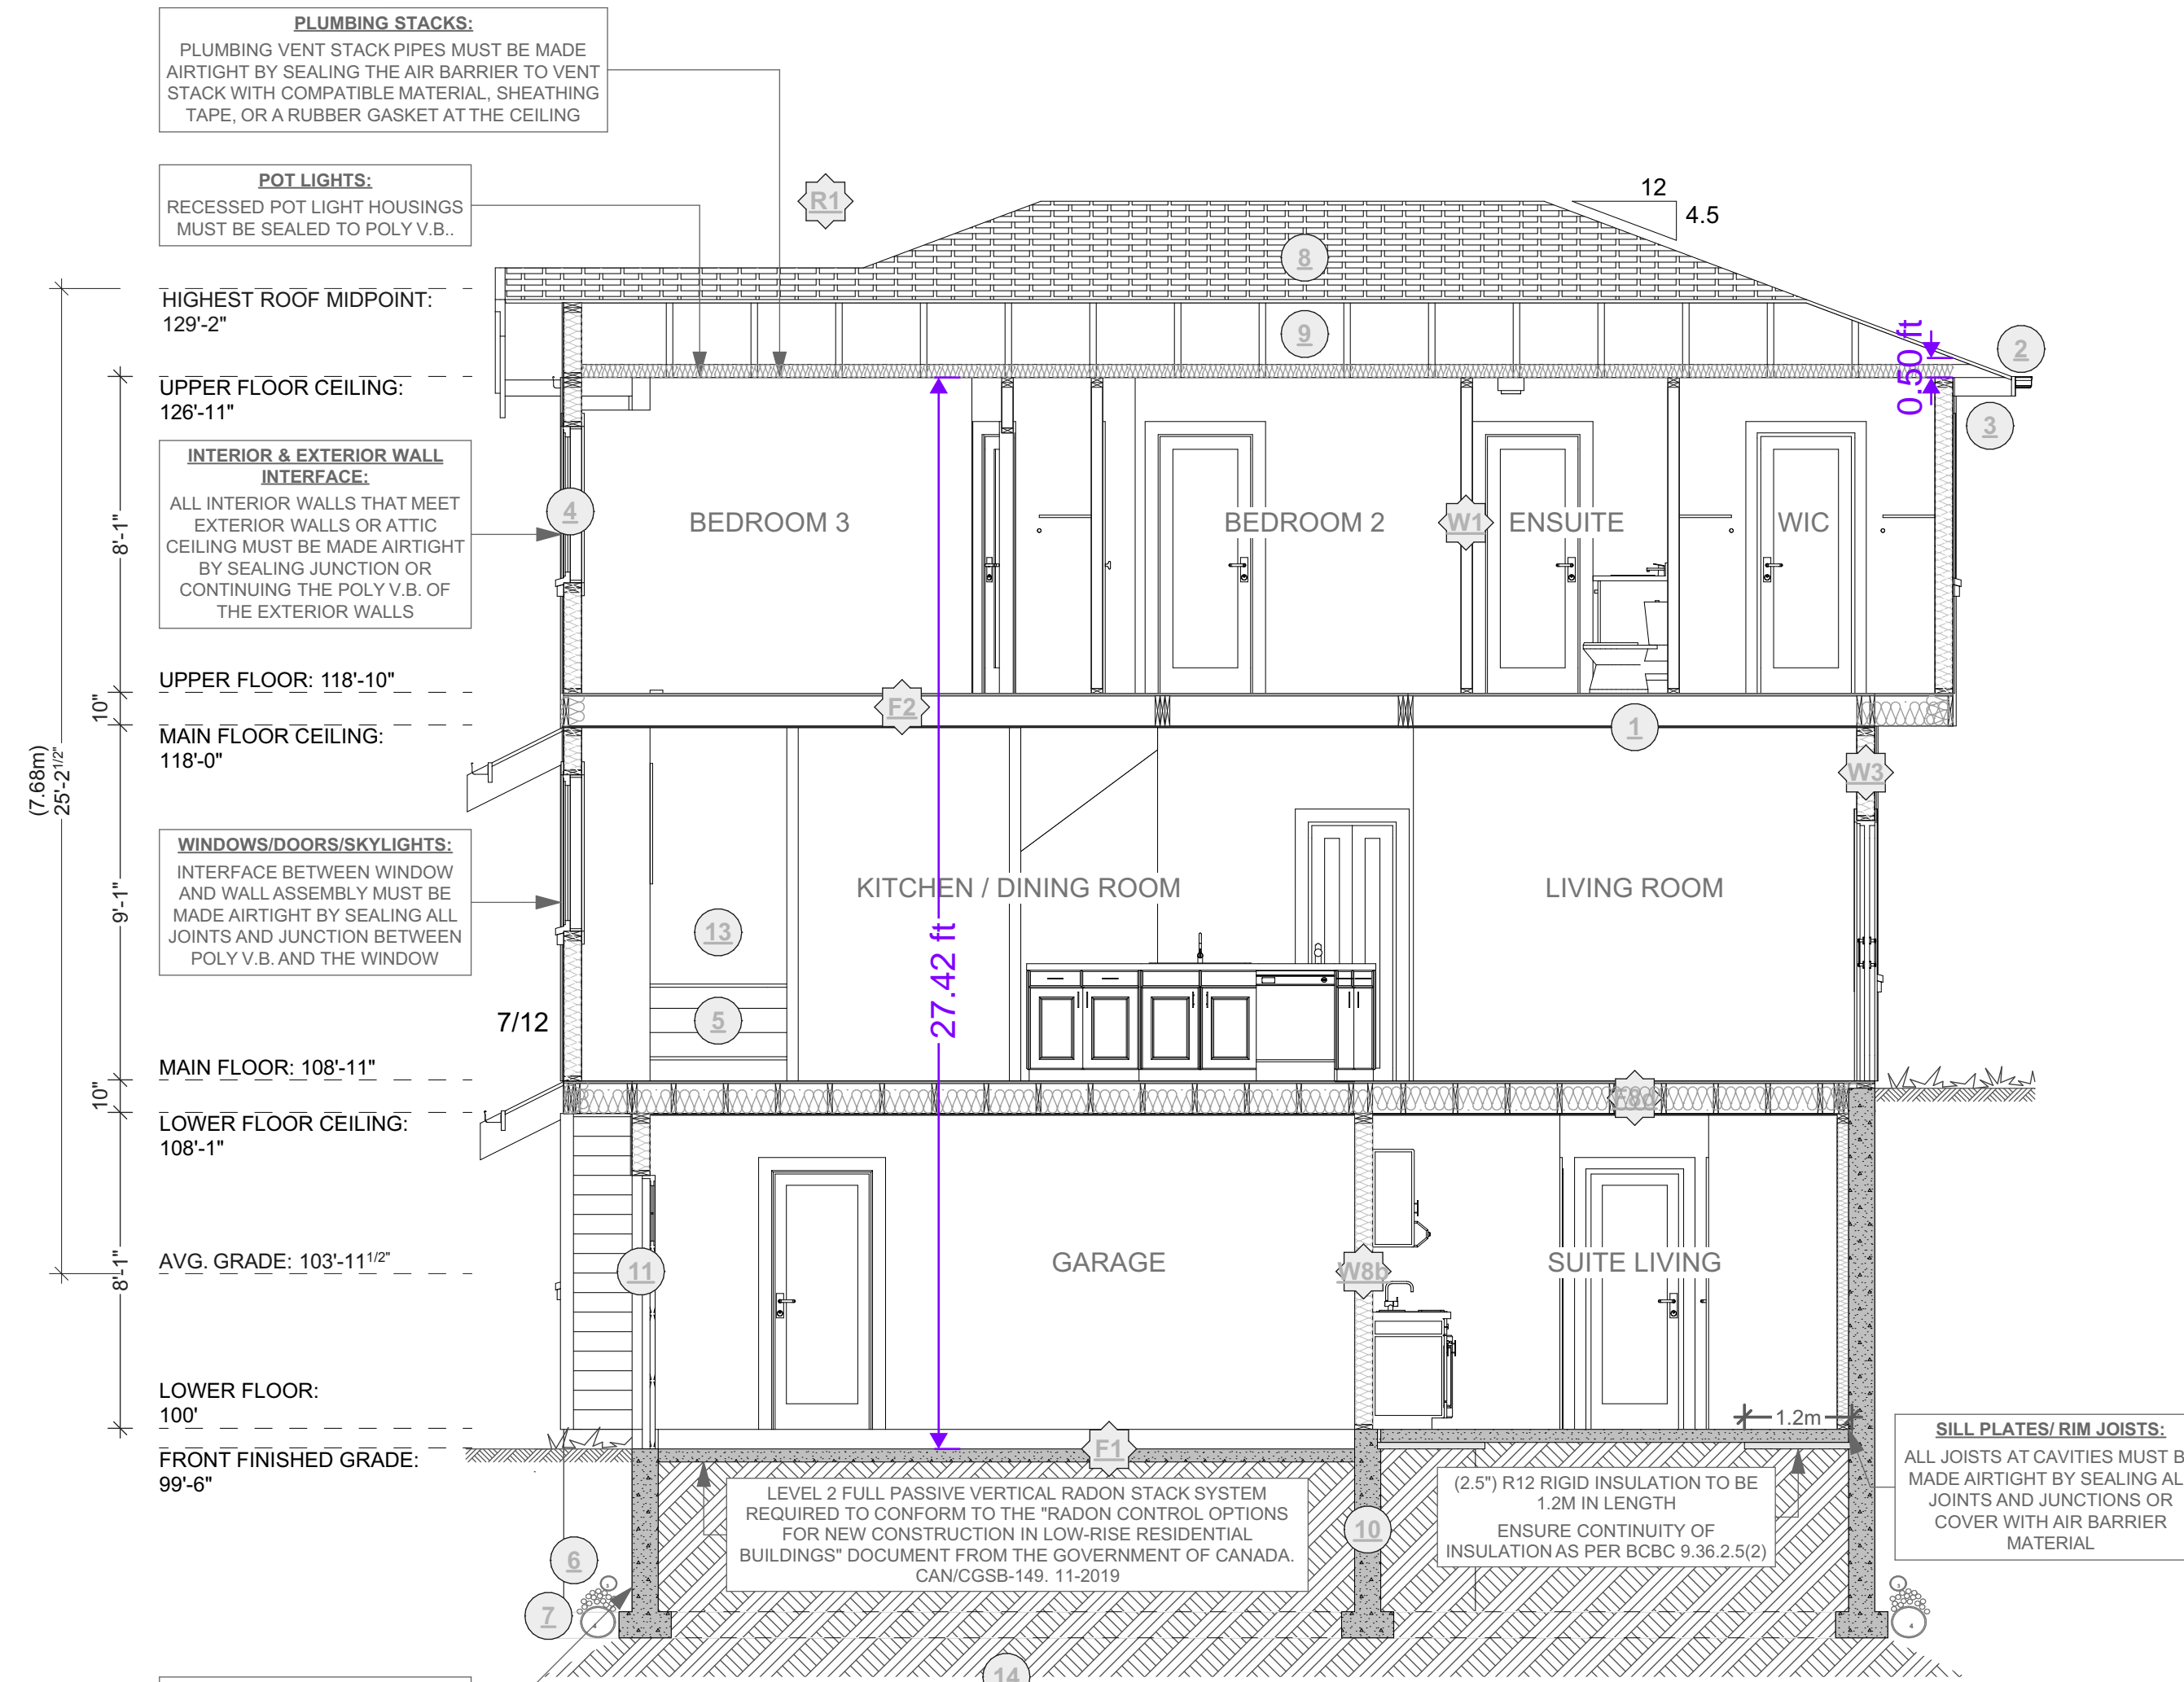 PLUMBING STACKS:
PLUMBING VENT STACK PIPES MUST BE MADE
AIRTIGHT BY SEALING THE AIR BARRIER TO VENT
STACK WITH COMPATIBLE MATERIAL, SHEATHING
TAPE, OR A RUBBER GASKET AT THE CEILING
POT LIGHTS:
RECESSED POT LIGHT HOUSINGS
MUST BE SEALED TO POLY V.B..
R1
12
4.5
8
9
2
3
0.50 ft
HIGHEST ROOF MIDPOINT:
129'-2"
UPPER FLOOR CEILING:
126'-11"
INTERIOR & EXTERIOR WALL
INTERFACE:
ALL INTERIOR WALLS THAT MEET
EXTERIOR WALLS OR ATTIC
CEILING MUST BE MADE AIRTIGHT
BY SEALING JUNCTION OR
CONTINUING THE POLY V.B. OF
THE EXTERIOR WALLS
8'-1"
4
BEDROOM 3
BEDROOM 2
W1
ENSUITE
WIC
UPPER FLOOR: 118'-10"
10"
F2
1
MAIN FLOOR CEILING:
118'-0"
W3
(7.68m)
25'-2 1/2"
WINDOWS/DOORS/SKYLIGHTS:
INTERFACE BETWEEN WINDOW
AND WALL ASSEMBLY MUST BE
MADE AIRTIGHT BY SEALING ALL
JOINTS AND JUNCTION BETWEEN
POLY V.B. AND THE WINDOW
9'-1"
KITCHEN / DINING ROOM
LIVING ROOM
13
27.42 ft
5
7/12
MAIN FLOOR: 108'-11"
10"
F8d
LOWER FLOOR CEILING:
108'-1"
8'-1"
AVG. GRADE: 103'-11 1/2"
11
GARAGE
W8b
SUITE LIVING
LOWER FLOOR:
100'
1.2m
FRONT FINISHED GRADE:
99'-6"
F1
SILL PLATES/ RIM JOISTS:
ALL JOISTS AT CAVITIES MUST B
MADE AIRTIGHT BY SEALING AL
JOINTS AND JUNCTIONS OR
COVER WITH AIR BARRIER
MATERIAL
LEVEL 2 FULL PASSIVE VERTICAL RADON STACK SYSTEM
REQUIRED TO CONFORM TO THE "RADON CONTROL OPTIONS
FOR NEW CONSTRUCTION IN LOW-RISE RESIDENTIAL
BUILDINGS" DOCUMENT FROM THE GOVERNMENT OF CANADA.
CAN/CGSB-149. 11-2019
10
(2.5") R12 RIGID INSULATION TO BE
1.2M IN LENGTH
ENSURE CONTINUITY OF
INSULATION AS PER BCBC 9.36.2.5(2)
6
7
14